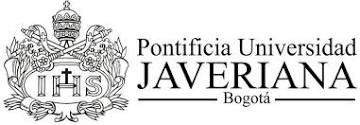 IHS
Pontificia Universidad
JAVERIANA
Bogotá